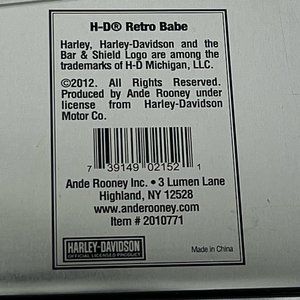 H-D® Retro Babe
Harley, Harley-Davidson and the
Bar & Shield Logo are among the
trademarks of H-D Michigan, LLC.
©2012. All Rights Reserved.
Produced by Ande Rooney under
license from Harley-Davidson
Motor Co.
7 39149 02152 1
Ande Rooney Inc. • 3 Lumen Lane
Highland, NY 12528
www.anderooney.com
Item # 2010771
HARLEY-DAVIDSON
OFFICIAL LICENSED PRODUCT
Made in China